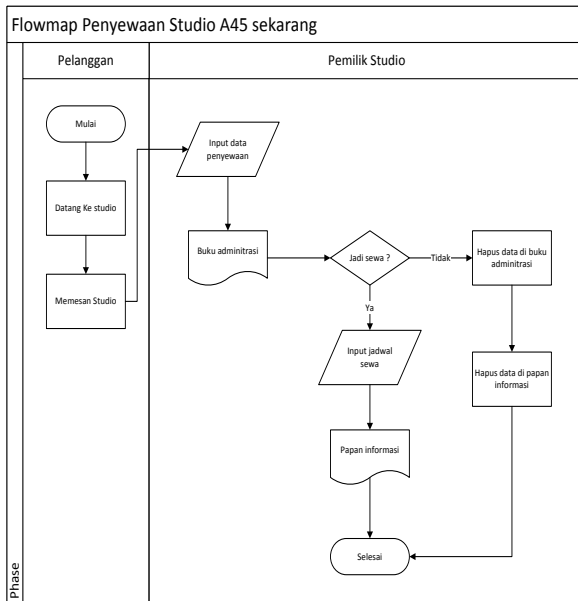 Flowmap Penyewaan Studio A45 sekarang
Pelanggan
Pemilik Studio
Mulai
Datang Ke studio
Memesan Studio
Input data
penyewaan
Buku adminitrasi
Jadi sewa ?
Tidak
Hapus data di buku
adminitrasi
Ya
Input jadwal
sewa
Hapus data di papan
informasi
Papan informasi
Selesai
Phase